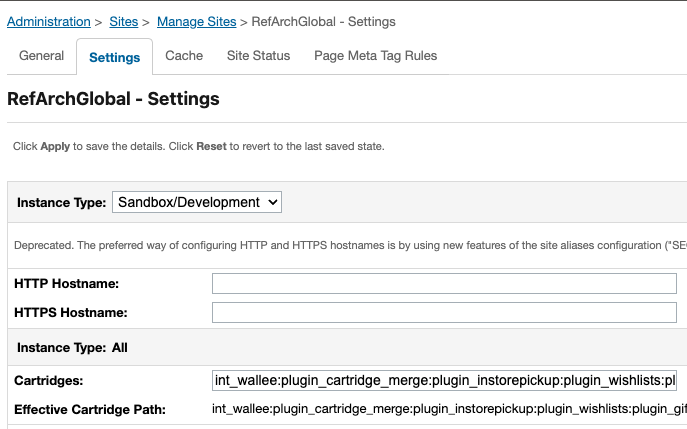 Administration > Sites > Manage Sites > RefArchGlobal - Settings
General Settings Cache Site Status Page Meta Tag Rules
RefArchGlobal - Settings
Click Apply to save the details. Click Reset to revert to the last saved state.
Instance Type: Sandbox/Development
Deprecated. The preferred way of configuring HTTP and HTTPS hostnames is by using new features of the site aliases configuration ("SE
HTTP Hostname:
HTTPS Hostname:
Instance Type: All
Cartridges: int_wallee:plugin_cartridge_merge:plugin_instorepickup:plugin_wishlists:pl
Effective Cartridge Path: int_wallee:plugin_cartridge_merge:plugin_instorepickup:plugin_wishlists:plugin_gif